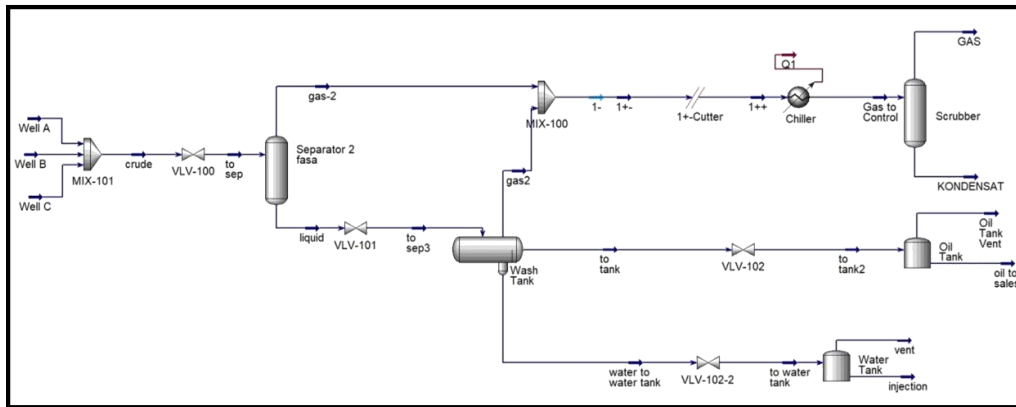 Well A
Well B
Well C
MIX-101
crude
VLV-100
to
sep
gas-2
Separator 2
fasa
liquid
VLV-101
to
sep3
gas2
Wash
Tank
MIX-100
1-
1+-
1+-Cutter
1++
Q1
Chiller
Gas to
Control
GAS
Scrubber
KONDENSAT
to
tank
VLV-102
to
tank2
Oil
Tank
Vent
Oil
Tank
oil to
sales
water to
water tank
VLV-102-2
to water
tank
vent
Water
Tank
injection